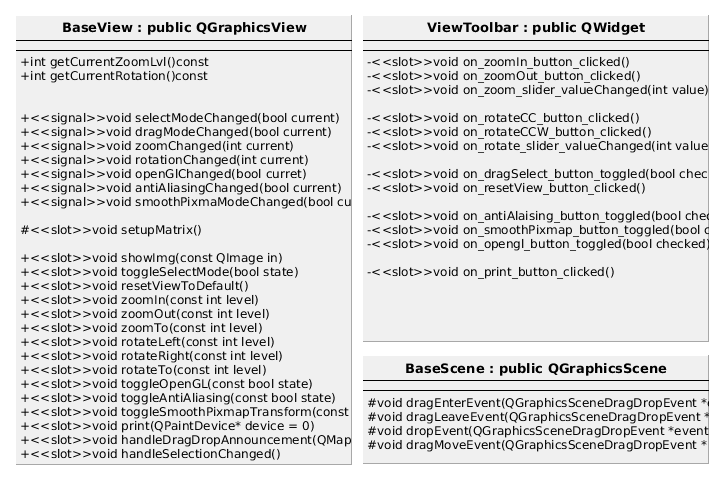 BaseView : public QGraphicsView
+int getCurrentZoomLvl()const
+int getCurrentRotation()const
+<<signal>>void selectModeChanged(bool current)
+<<signal>>void dragModeChanged(bool current)
+<<signal>>void zoomChanged(int current)
+<<signal>>void rotationChanged(int current)
+<<signal>>void openGlChanged(bool curret)
+<<signal>>void antiAliasingChanged(bool current)
+<<signal>>void smoothPixmaModeChanged(bool cu
#<<slot>>void setupMatrix()
+<<slot>>void showImg(const QImage in)
+<<slot>>void toggleSelectMode(bool state)
+<<slot>>void resetViewToDefault()
+<<slot>>void zoomIn(const int level)
+<<slot>>void zoomOut(const int level)
+<<slot>>void zoomTo(const int level)
+<<slot>>void rotateLeft(const int level)
+<<slot>>void rotateRight(const int level)
+<<slot>>void rotateTo(const int level)
+<<slot>>void toggleOpenGL(const bool state)
+<<slot>>void toggleAntiAliasing(const bool state)
+<<slot>>void toggleSmoothPixmapTransform(const
+<<slot>>void print(QPaintDevice* device = 0)
+<<slot>>void handleDragDropAnnouncement(QMap
+<<slot>>void handleSelectionChanged()
ViewToolbar : public QWidget
-<<slot>>void on_zoomIn_button_clicked()
-<<slot>>void on_zoomOut_button_clicked()
-<<slot>>void on_zoom_slider_valueChanged(int value)
-<<slot>>void on_rotateCC_button_clicked()
-<<slot>>void on_rotateCCW_button_clicked()
-<<slot>>void on_rotate_slider_valueChanged(int value
-<<slot>>void on_dragSelect_button_toggled(bool chec
-<<slot>>void on_resetView_button_clicked()
-<<slot>>void on_antiAlaising_button_toggled(bool chec
-<<slot>>void on_smoothPixmap_button_toggled(bool c
-<<slot>>void on_opengl_button_toggled(bool checked)
-<<slot>>void on_print_button_clicked()
BaseScene : public QGraphicsScene
#void dragEnterEvent(QGraphicsSceneDragDropEvent *e
#void dragLeaveEvent(QGraphicsSceneDragDropEvent *
#void dropEvent(QGraphicsSceneDragDropEvent *event
#void dragMoveEvent(QGraphicsSceneDragDropEvent *